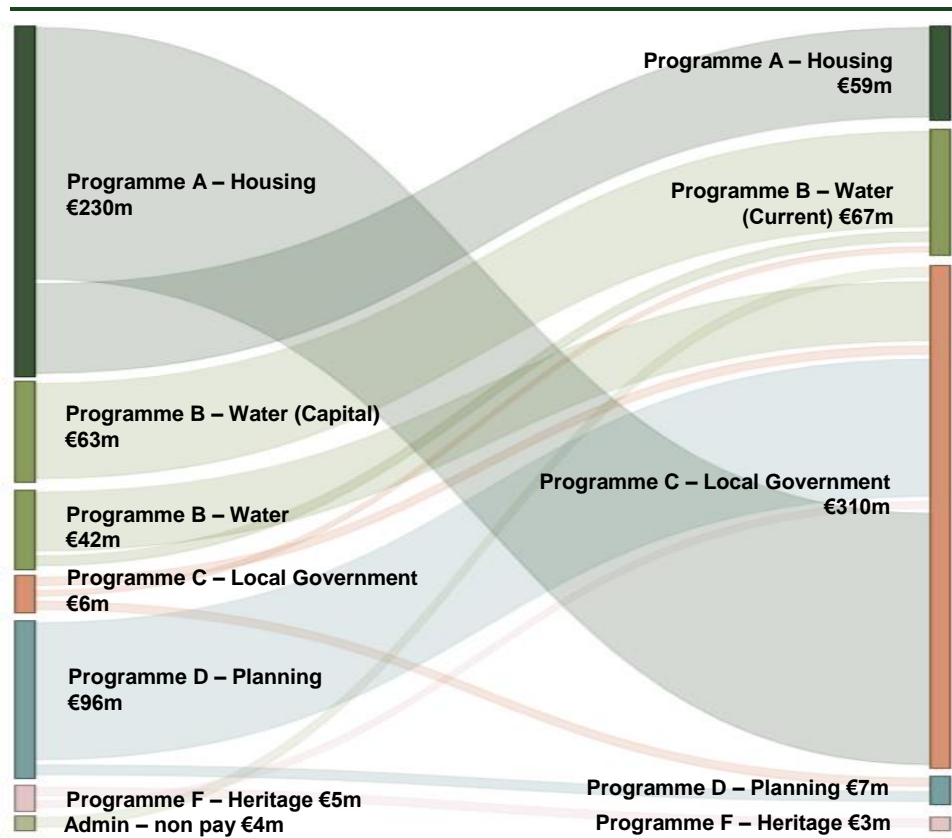 Programme A – Housing
€230m
Programme B – Water (Capital)
€63m
Programme B – Water
€42m
Programme C – Local Government
€6m
Programme D – Planning
€96m
Programme F – Heritage €5m
Admin – non pay €4m
Programme A – Housing
€59m
Programme B – Water
(Current) €67m
Programme C – Local Government
€310m
Programme D – Planning €7m
Programme F – Heritage €3m